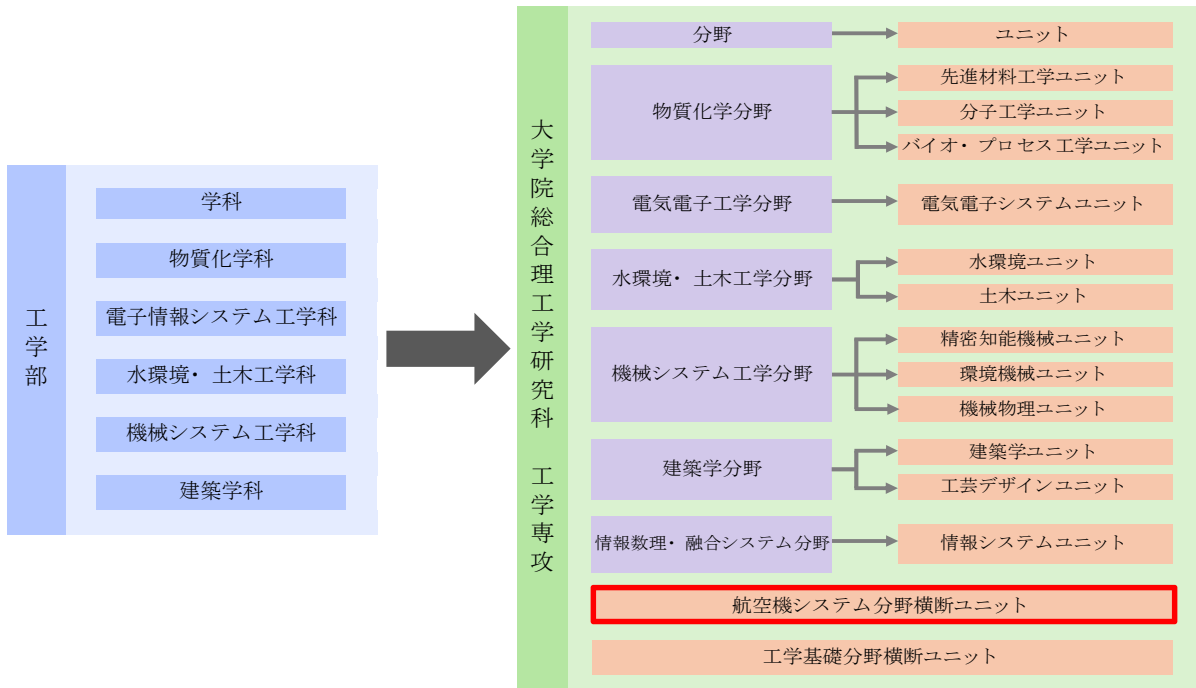 工学部
学科
物質化学科
電子情報システム工学科
水環境・土木工学科
機械システム工学科
建築学科
大学院総合理工学研究科 工学専攻
分野
ユニット
物質化学分野
先進材料工学ユニット
分子工学ユニット
バイオ・プロセス工学ユニット
電気電子工学分野
電気電子システムユニット
水環境・土木工学分野
水環境ユニット
土木ユニット
機械システム工学分野
精密知能機械ユニット
環境機械ユニット
機械物理ユニット
建築学分野
建築学ユニット
工芸デザインユニット
情報数理・融合システム分野
情報システムユニット
航空機システム分野横断ユニット
工学基礎分野横断ユニット